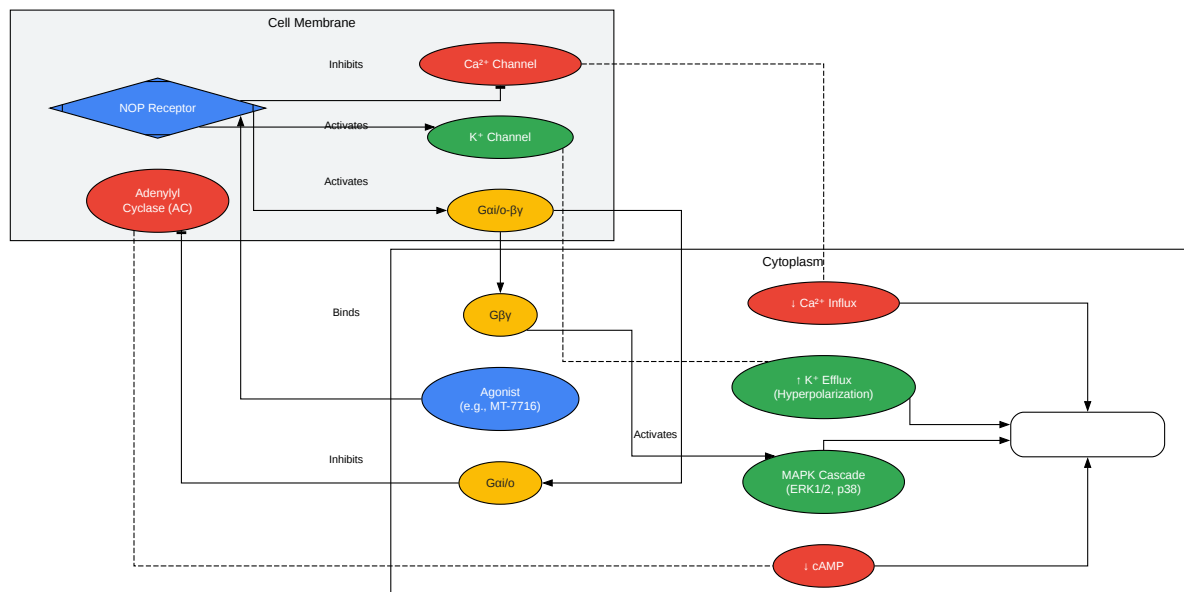 Cell Membrane
Inhibits
Ca²⁺ Channel
NOP Receptor
Activates
K⁺ Channel
Activates
Adenylyl
Cyclase (AC)
Gαi/o-βγ
Cytoplasm
↓ Ca²⁺ Influx
Binds
Gβγ
↑ K⁺ Efflux
(Hyperpolarization)
Agonist
(e.g., MT-7716)
Activates
Inhibits
Gαi/o
MAPK Cascade
(ERK1/2, p38)
↓ cAMP